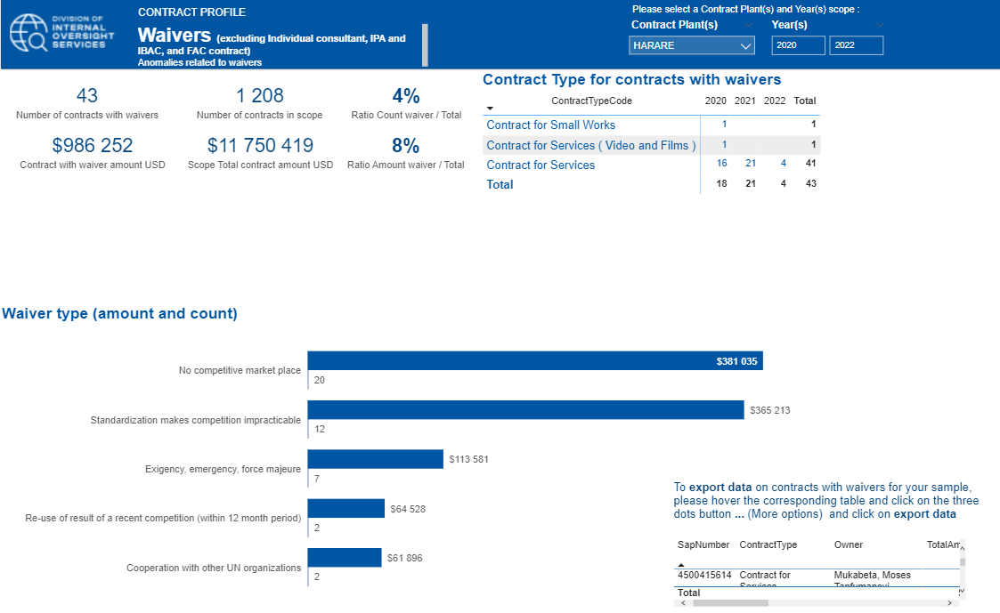 DIVISION OF
INTERNAL
OVERSIGHT
SERVICES
CONTRACT PROFILE
Waivers (excluding Individual consultant, IPA and
IBAC, and FAC contract)
Anomalies related to waivers
Please select a Contract Plant(s) and Year(s) scope :
Contract Plant(s) Year(s)
HARARE 2020 2022
43 1 208 4%
Number of contracts with waivers Number of contracts in scope Ratio Count waiver / Total
$986 252 $11 750 419 8%
Contract with waiver amount USD Scope Total contract amount USD Ratio Amount waiver / Total
Contract Type for contracts with waivers
ContractTypeCode 2020 2021 2022 Total
Contract for Small Works 1 1
Contract for Services ( Video and Films ) 1 1
Contract for Services 16 21 4 41
Total 18 21 4 43
Waiver type (amount and count)
No competitive market place $381 035
20
Standardization makes competition impracticable $365 213
12
Exigency, emergency, force majeure $113 581
7
Re-use of result of a recent competition (within 12 month period) $64 528
2
Cooperation with other UN organizations $61 896
2
To export data on contracts with waivers for your sample,
please hover the corresponding table and click on the three
dots button ... (More options) and click on export data
SapNumber ContractType Owner TotalAm
4500415614 Contract for Mukabeta, Moses
Services
Total